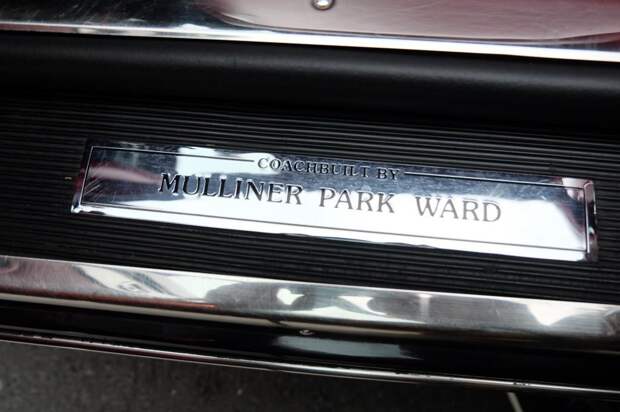 COACHBUILT BY
MULLINER PARK WARD